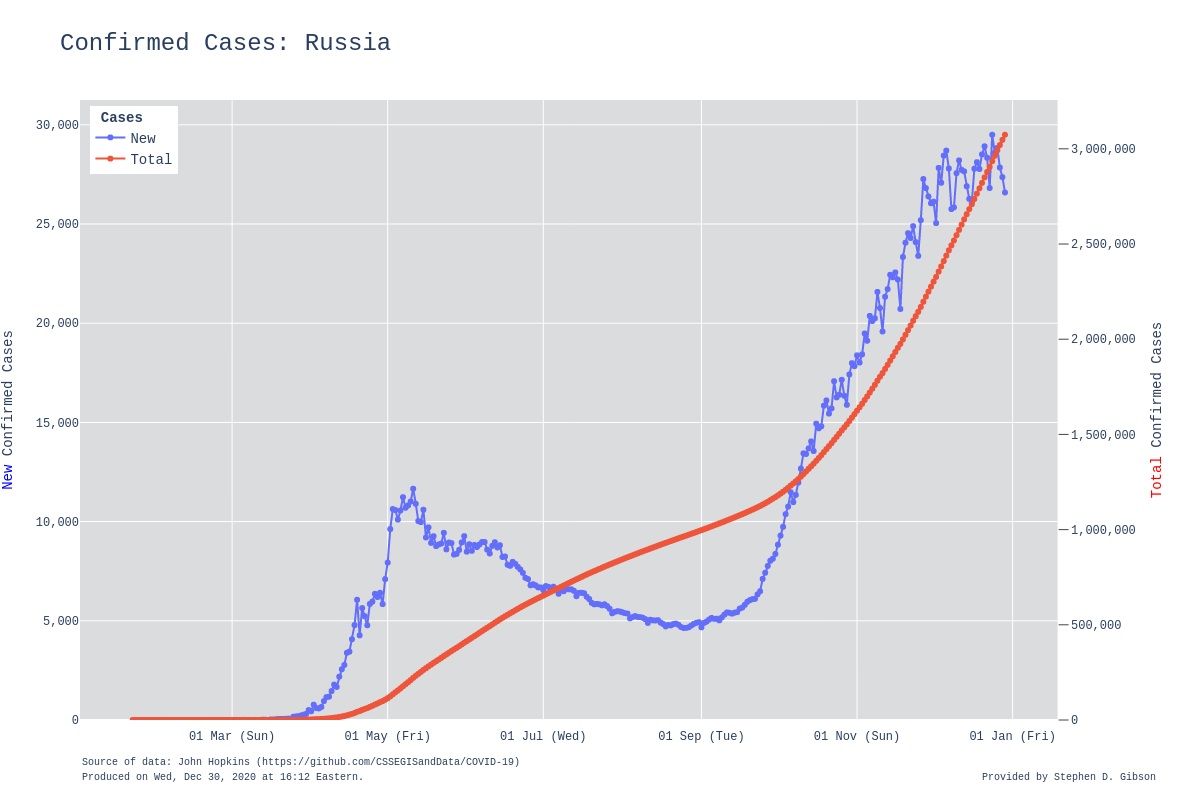 Confirmed Cases: Russia
Cases
New
Total
30,000
25,000
20,000
15,000
10,000
5,000
0
New Confirmed Cases
3,000,000
2,500,000
2,000,000
1,500,000
1,000,000
500,000
0
Total Confirmed Cases
01 Mar (Sun) 01 May (Fri) 01 Jul (Wed) 01 Sep (Tue) 01 Nov (Sun) 01 Jan (Fri)
Source of data: John Hopkins (https://github.com/CSSEGISandData/COVID-19)
Produced on Wed, Dec 30, 2020 at 16:12 Eastern.
Provided by Stephen D. Gibson